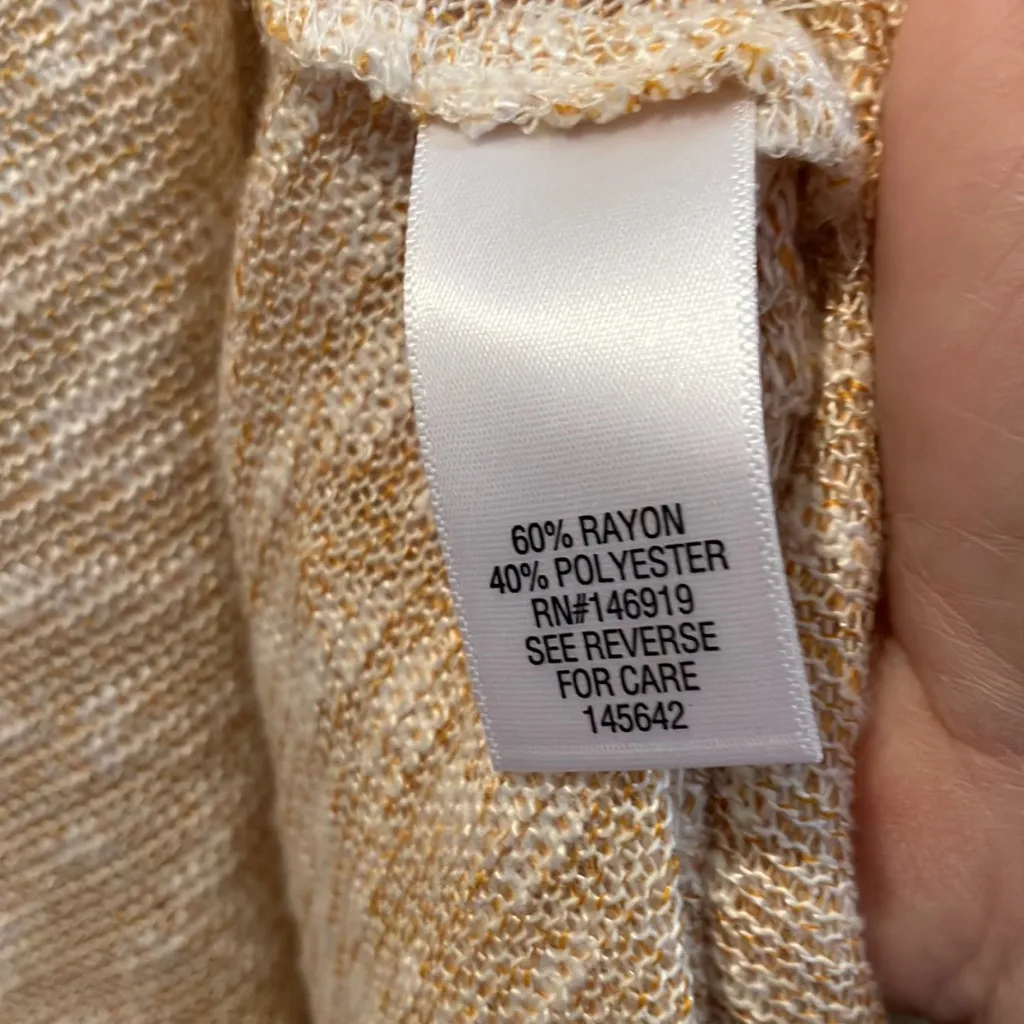 60% RAYON
40% POLYESTER
RN#146919
SEE REVERSE
FOR CARE
145642